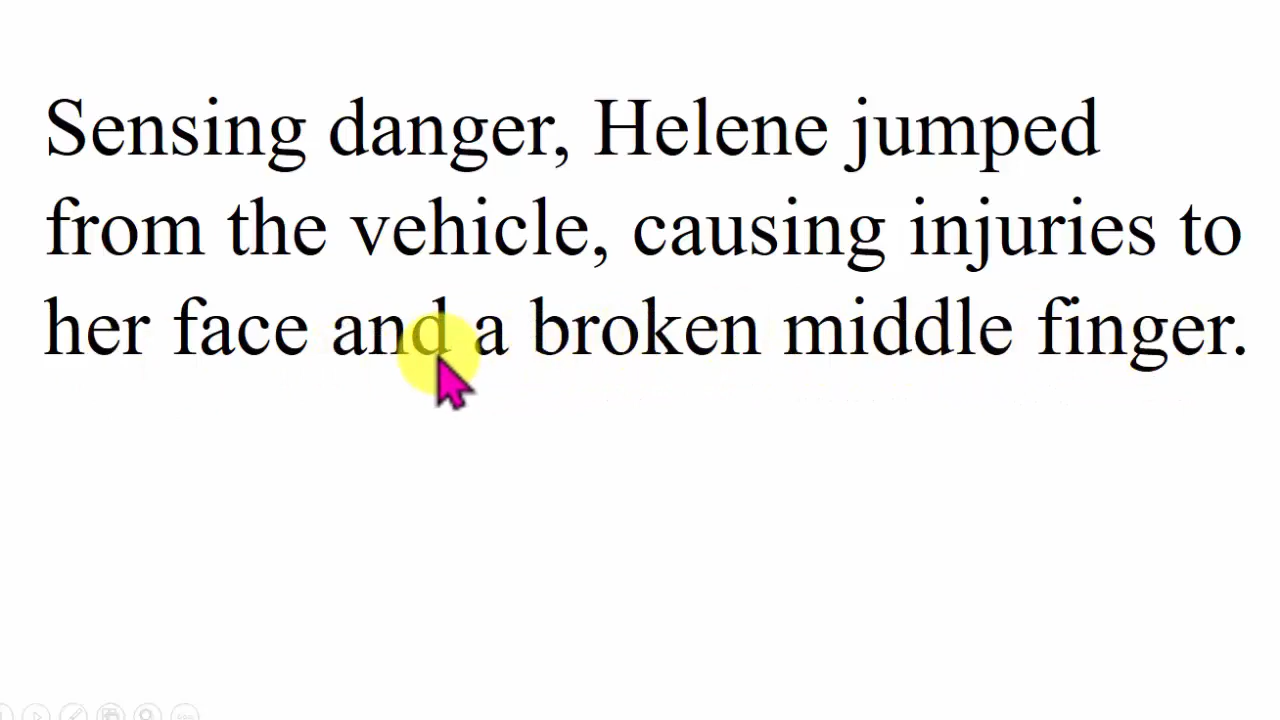 Sensing danger, Helene jumped
from the vehicle, causing injuries to
her face and a broken middle finger.